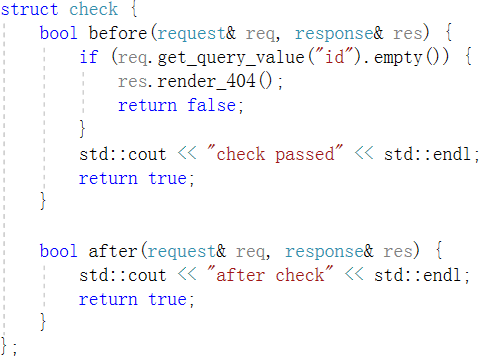 struct check {
    bool before(request& req, response& res) {
        if (req.get_query_value("id").empty()) {
            res.render_404();
            return false;
        }
        std::cout << "check passed" << std::endl;
        return true;
    }

    bool after(request& req, response& res) {
        std::cout << "after check" << std::endl;
        return true;
    }
};